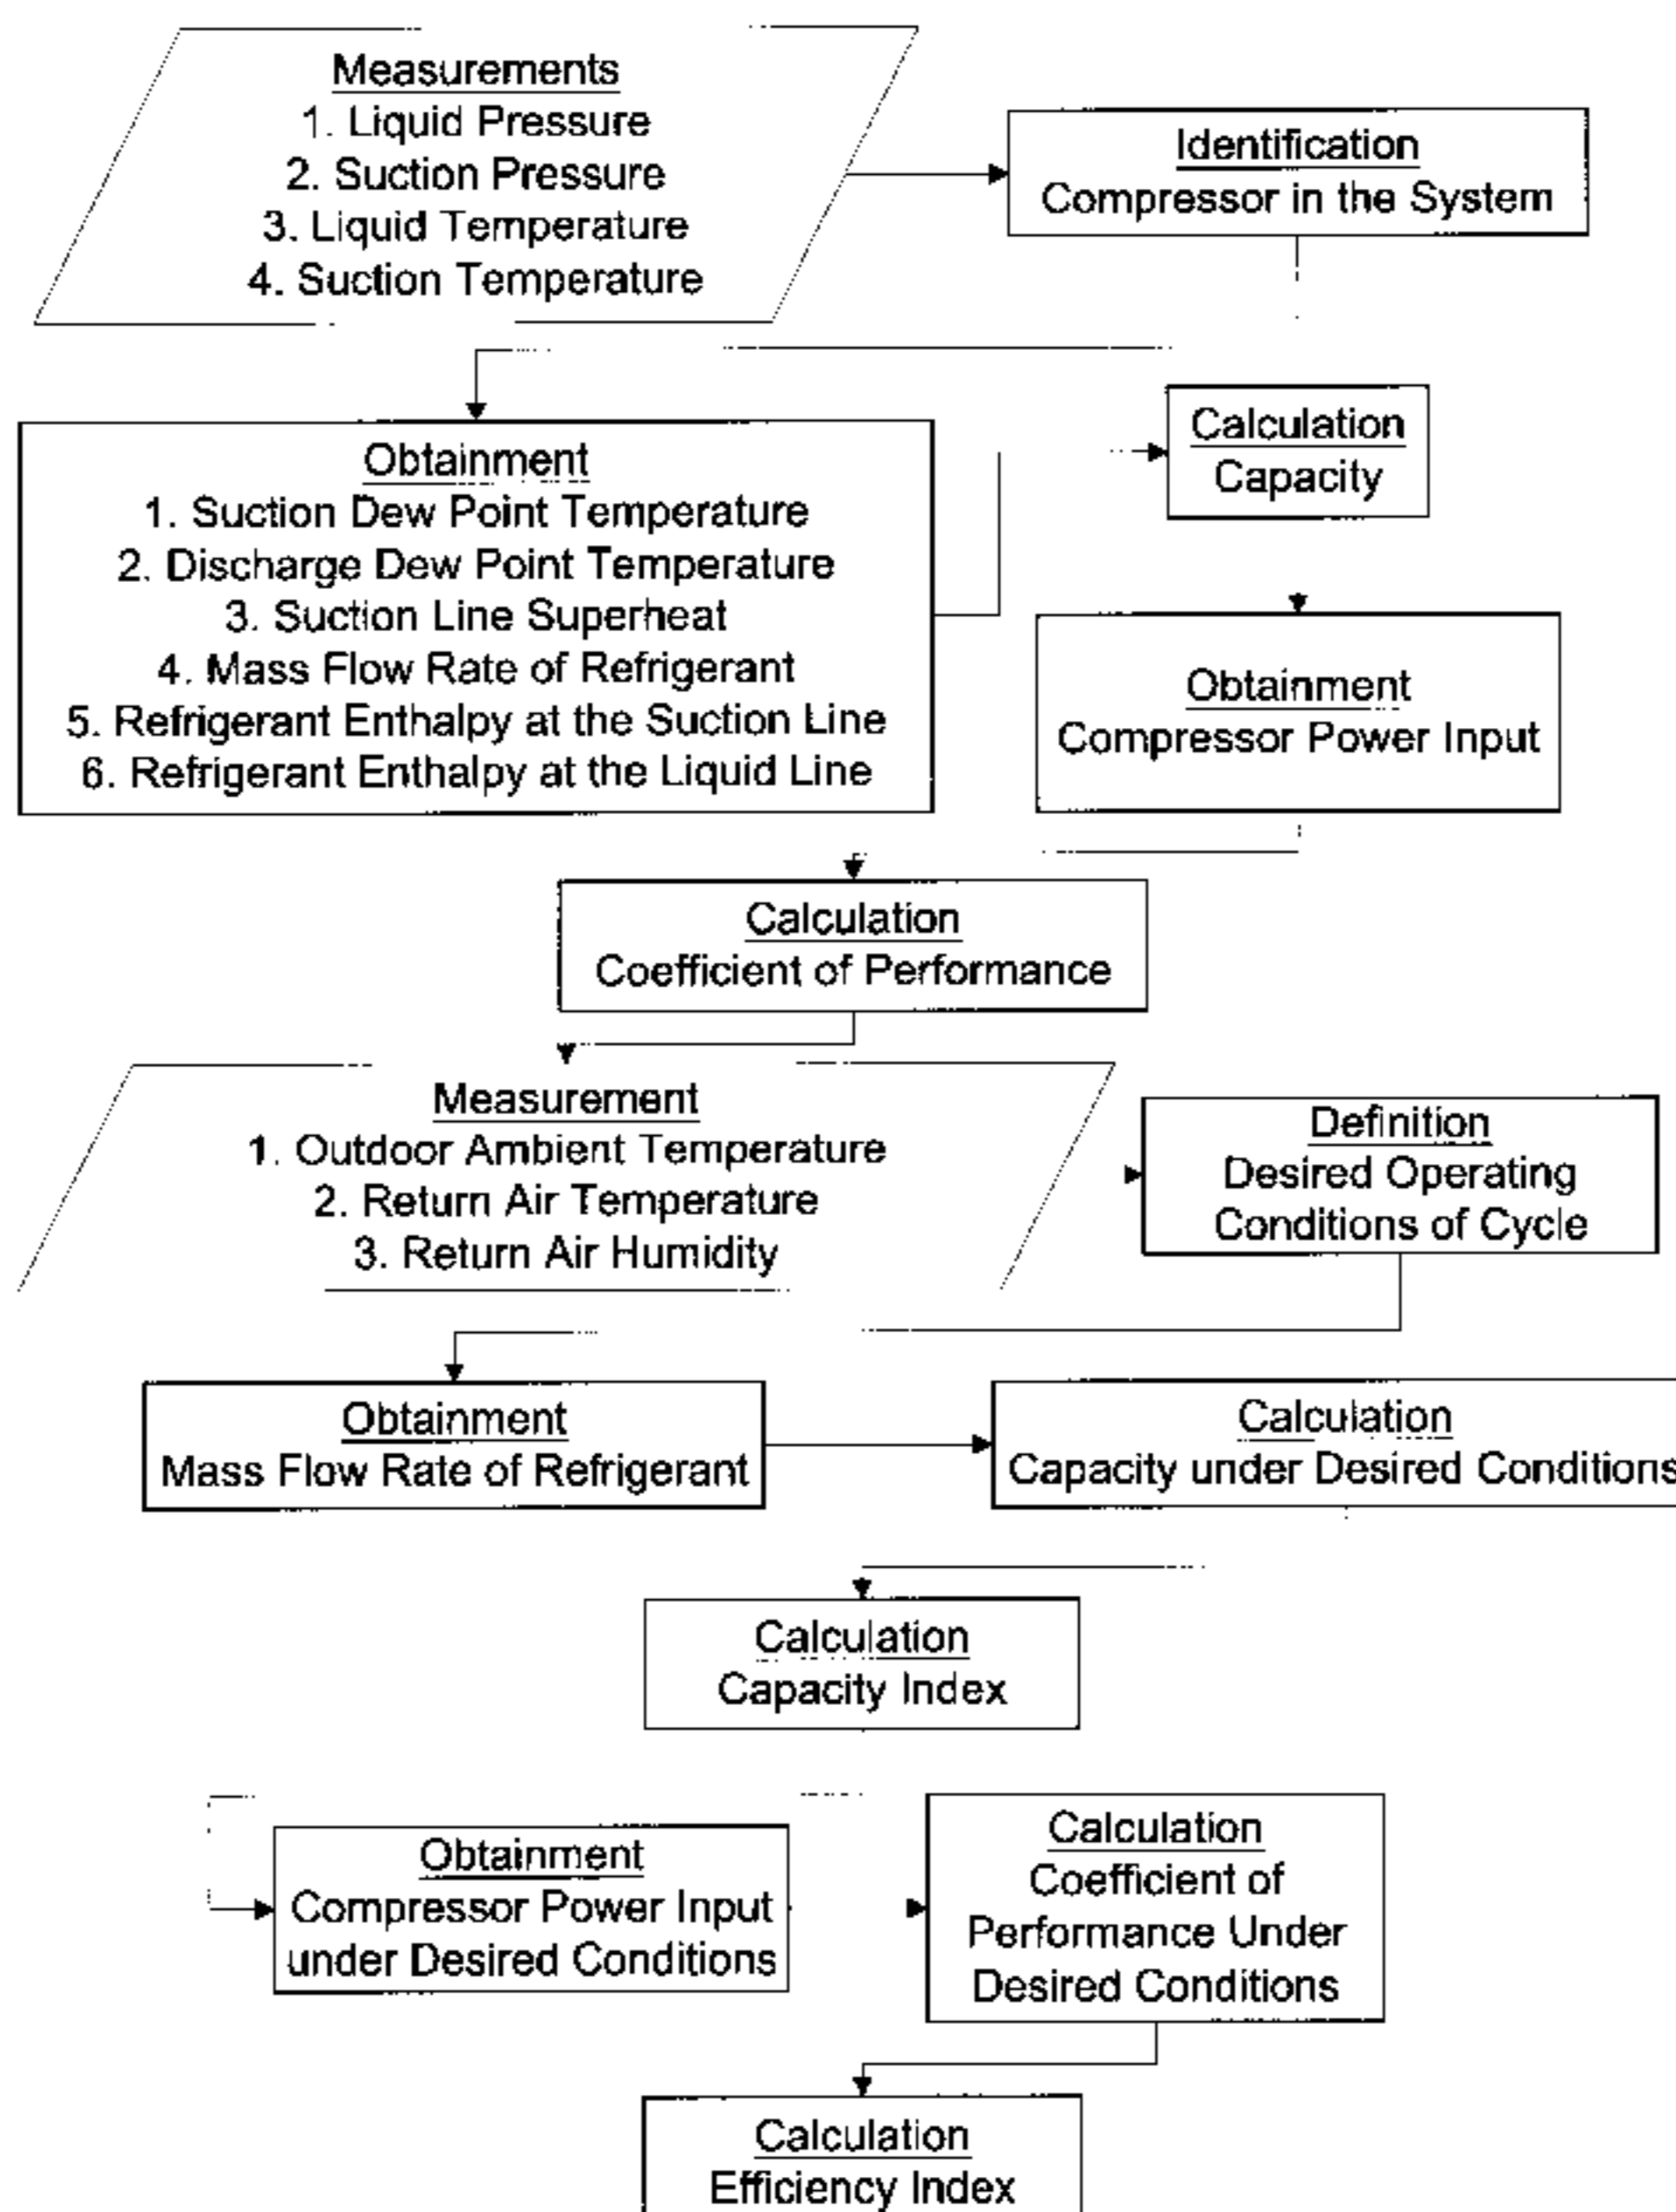 Measurements
1. Liquid Pressure
2. Suction Pressure
3. Liquid Temperature
4. Suction Temperature
Identification
Compressor in the System
Obtainment
1. Suction Dew Point Temperature
2. Discharge Dew Point Temperature
3. Suction Line Superheat
4. Mass Flow Rate of Refrigerant
5. Refrigerant Enthalpy at the Suction Line
6. Refrigerant Enthalpy at the Liquid Line
Calculation
Capacity
Obtainment
Compressor Power Input
Calculation
Coefficient of Performance
Measurement
1. Outdoor Ambient Temperature
2. Return Air Temperature
3. Return Air Humidity
Definition
Desired Operating
Conditions of Cycle
Obtainment
Mass Flow Rate of Refrigerant
Calculation
Capacity under Desired Conditions
Calculation
Capacity Index
Obtainment
Compressor Power Input
under Desired Conditions
Calculation
Coefficient of
Performance Under
Desired Conditions
Calculation
Efficiency Index